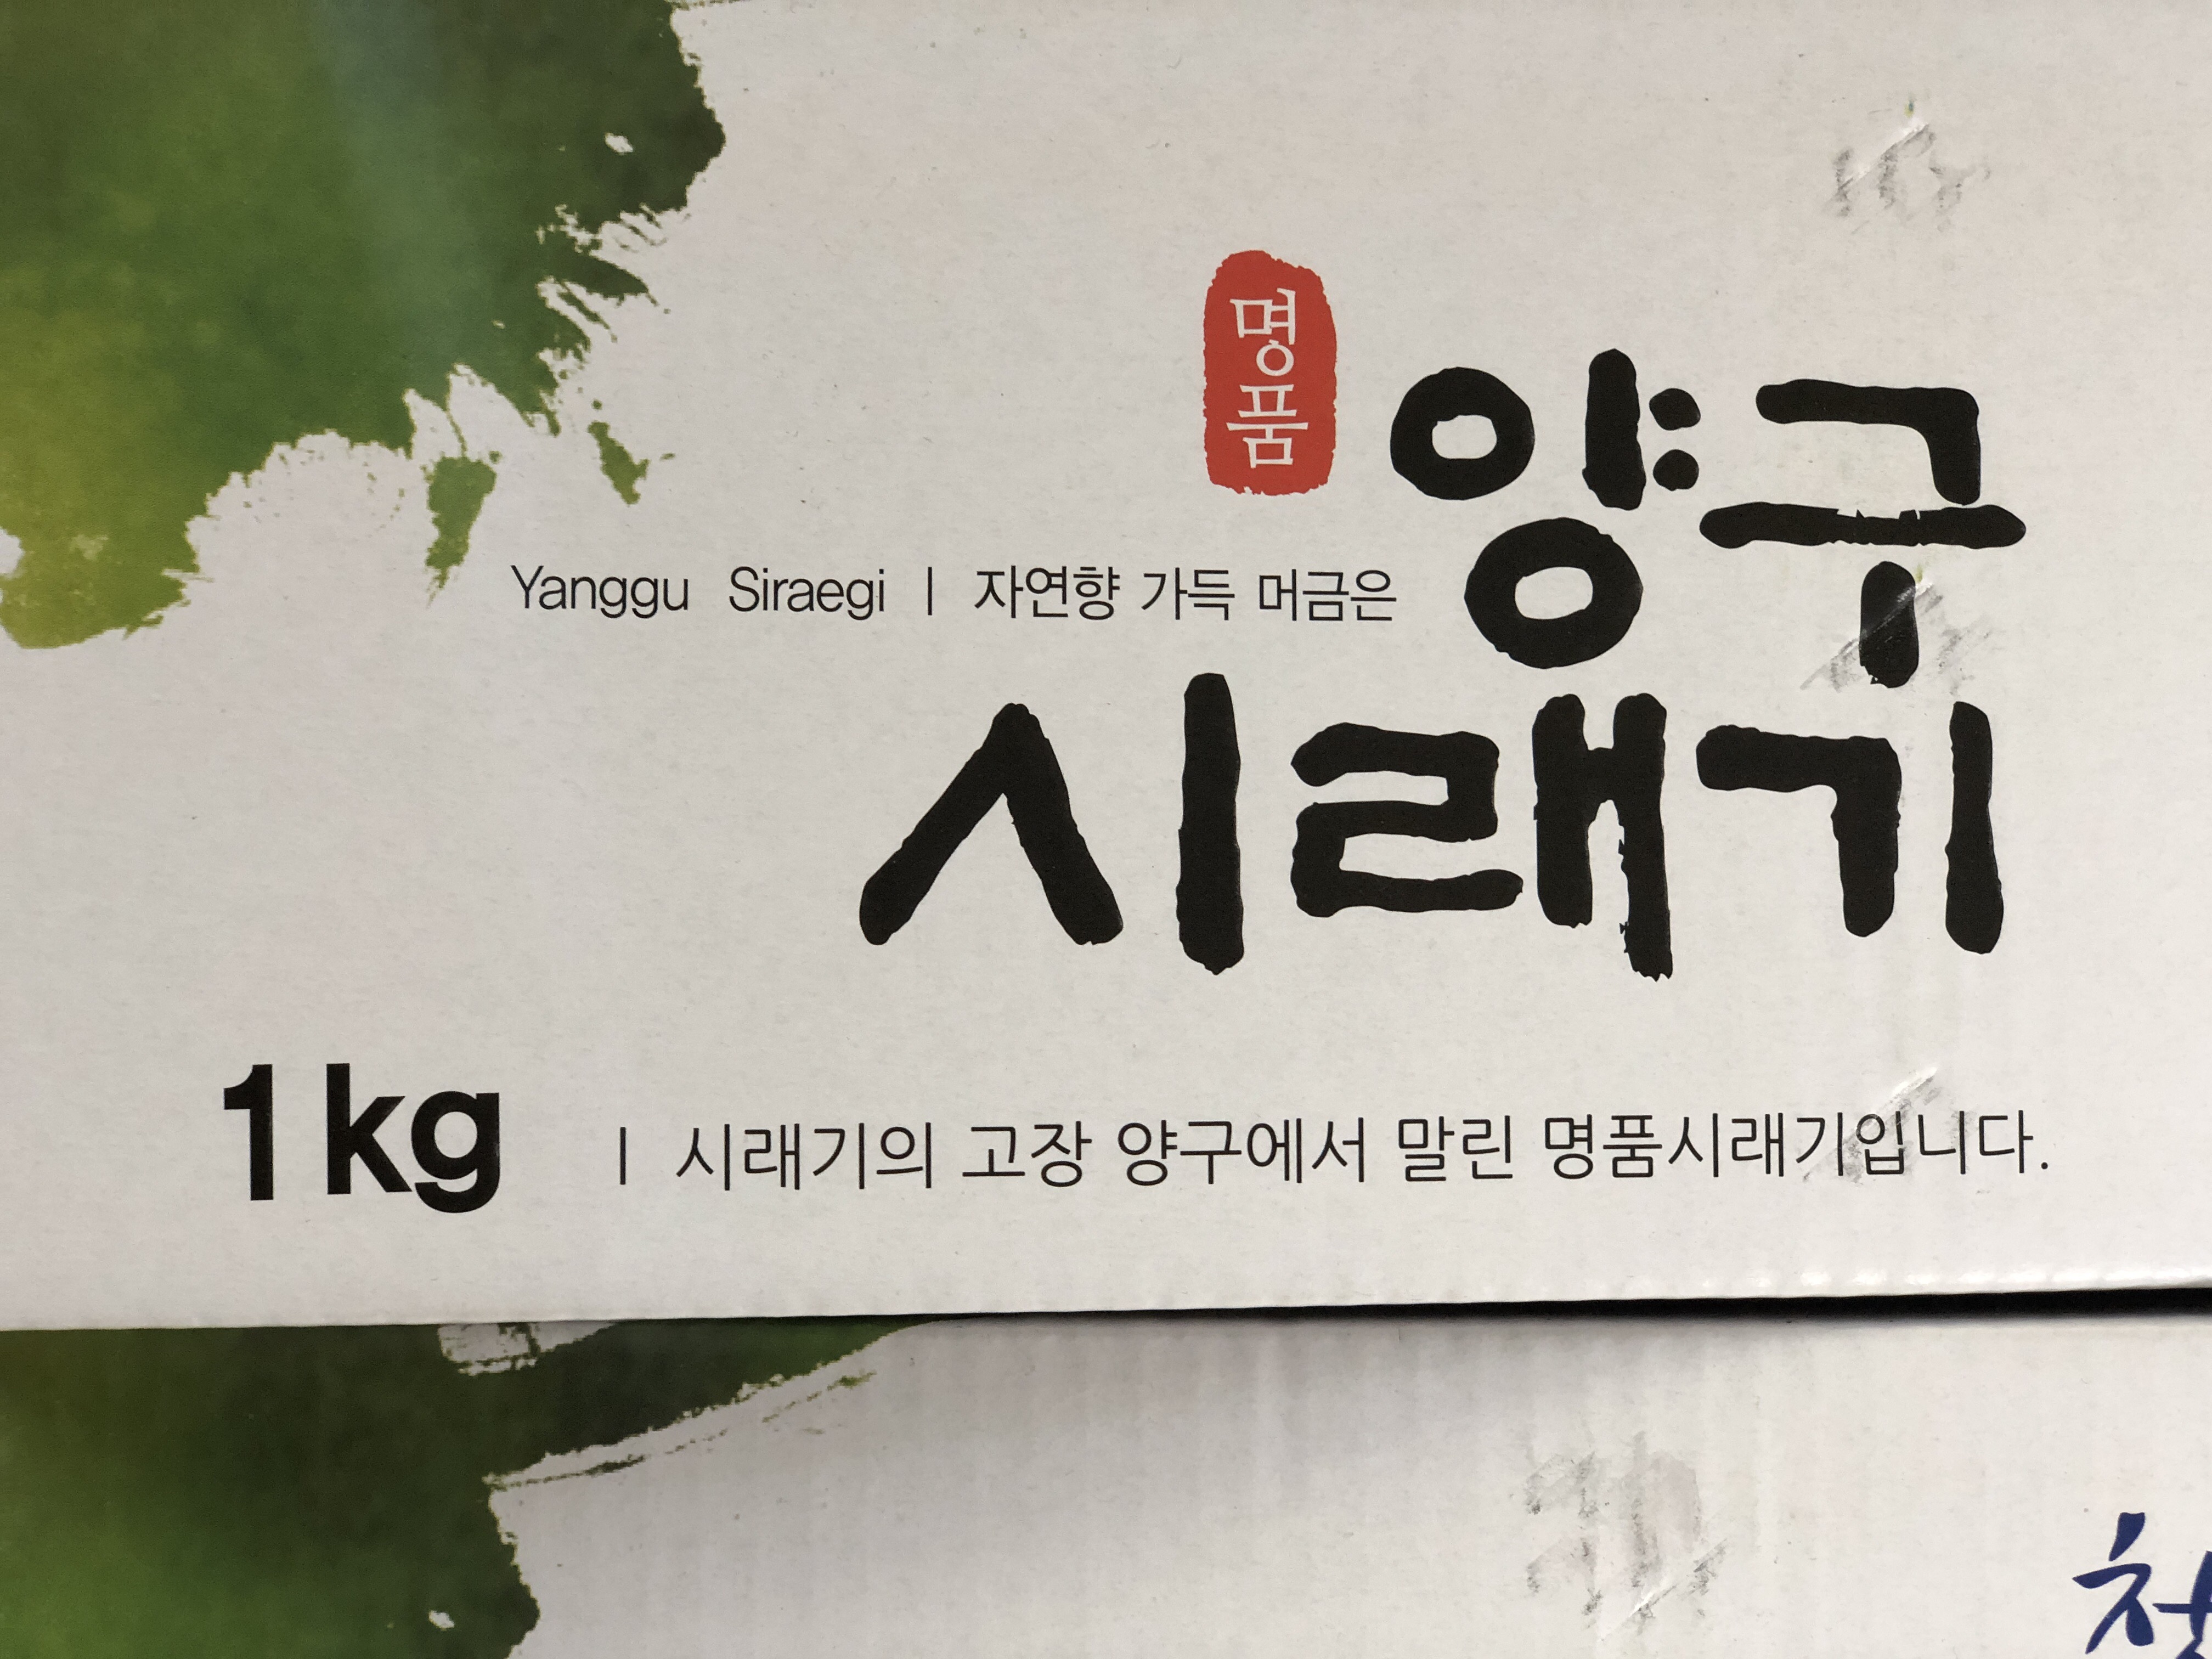 명품
양구
Yanggu Siraegi | 자연향 가득 머금은
시래기
1kg | 시래기의 고장 양구에서 말린 명품시래기입니다.